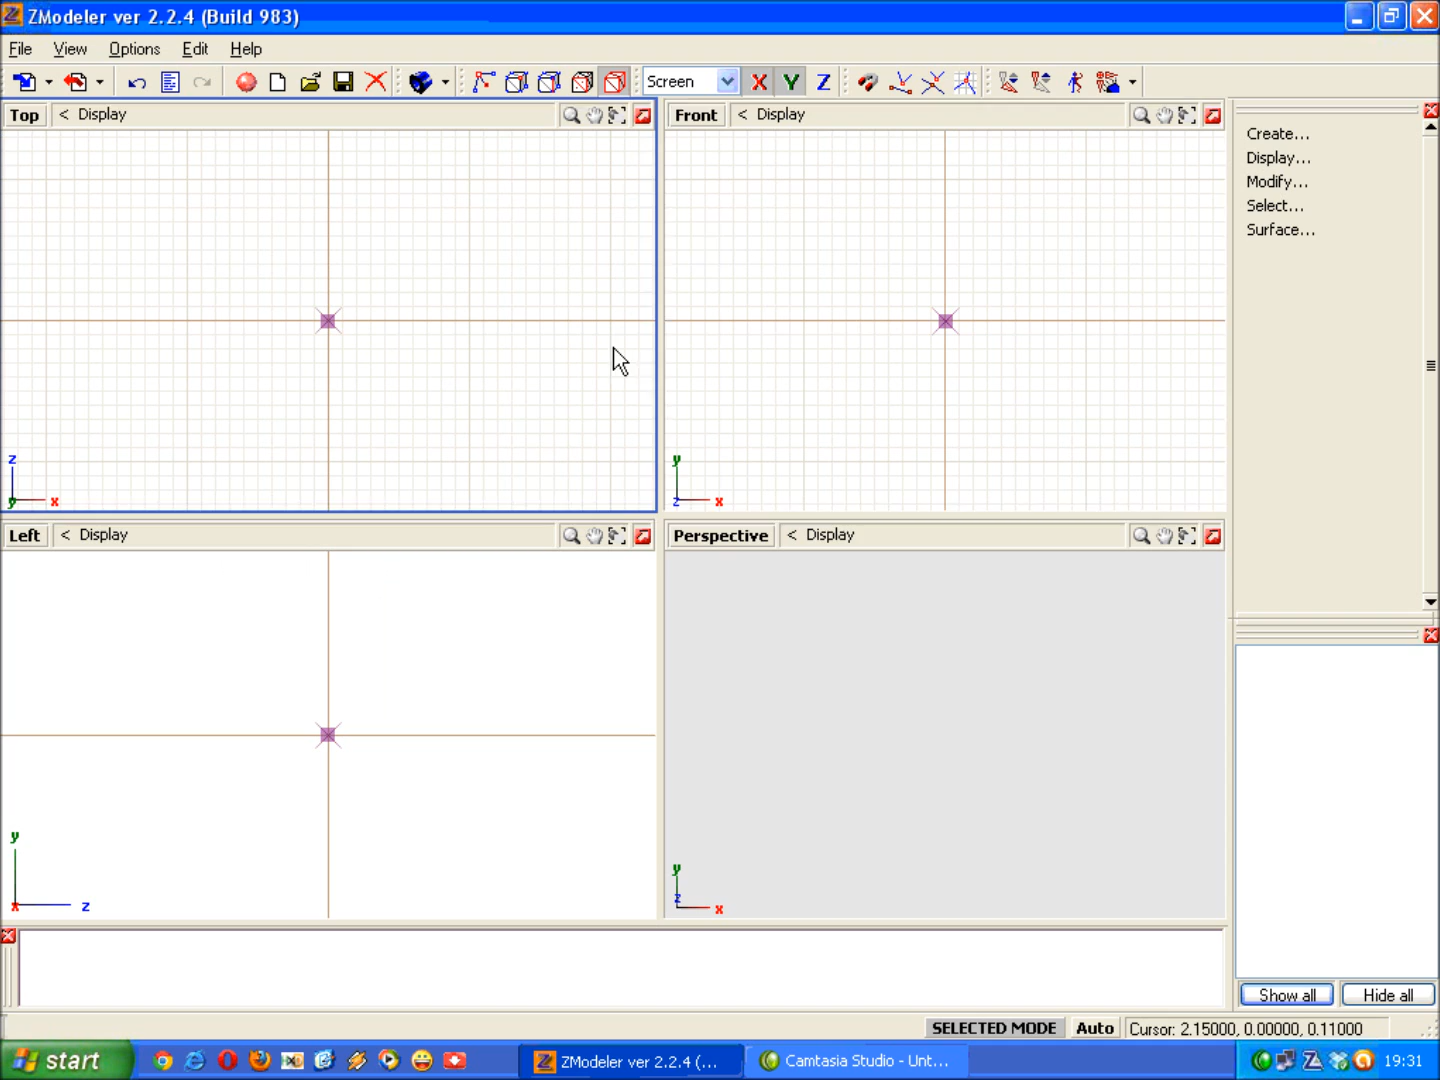 ZModeler ver 2.2.4 (Build 983)
File View Options Edit Help
Screen X Y Z
Top < Display
Front < Display
Create...
Display...
Modify...
Select...
Surface...
z
y x
y
z x
Left < Display
Perspective < Display
y
x z
y
z
x
Show all Hide all
SELECTED MODE Auto Cursor: 2.15000, 0.00000, 0.11000
start ZModeler ver 2.2.4 (... Camtasia Studio - Unt... 19:31